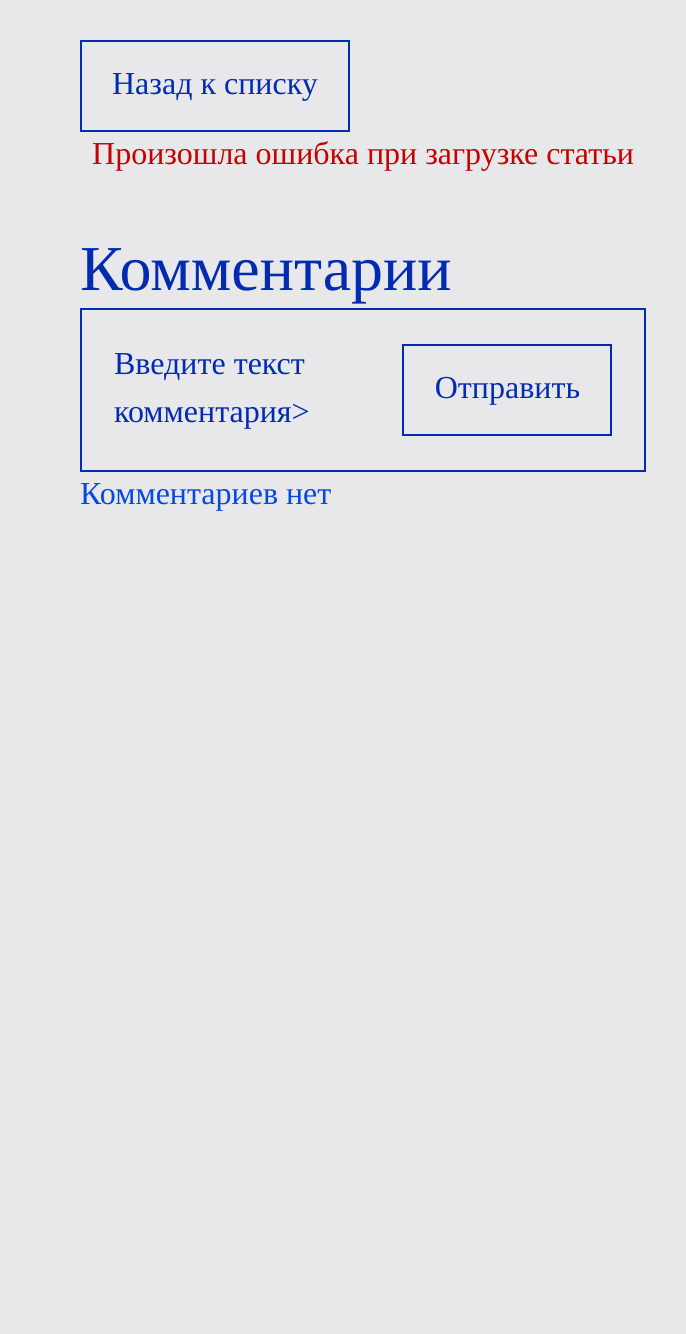 Назад к списку
Произошла ошибка при загрузке статьи
Комментарии
Введите текст
комментария>
Отправить
Комментариев нет